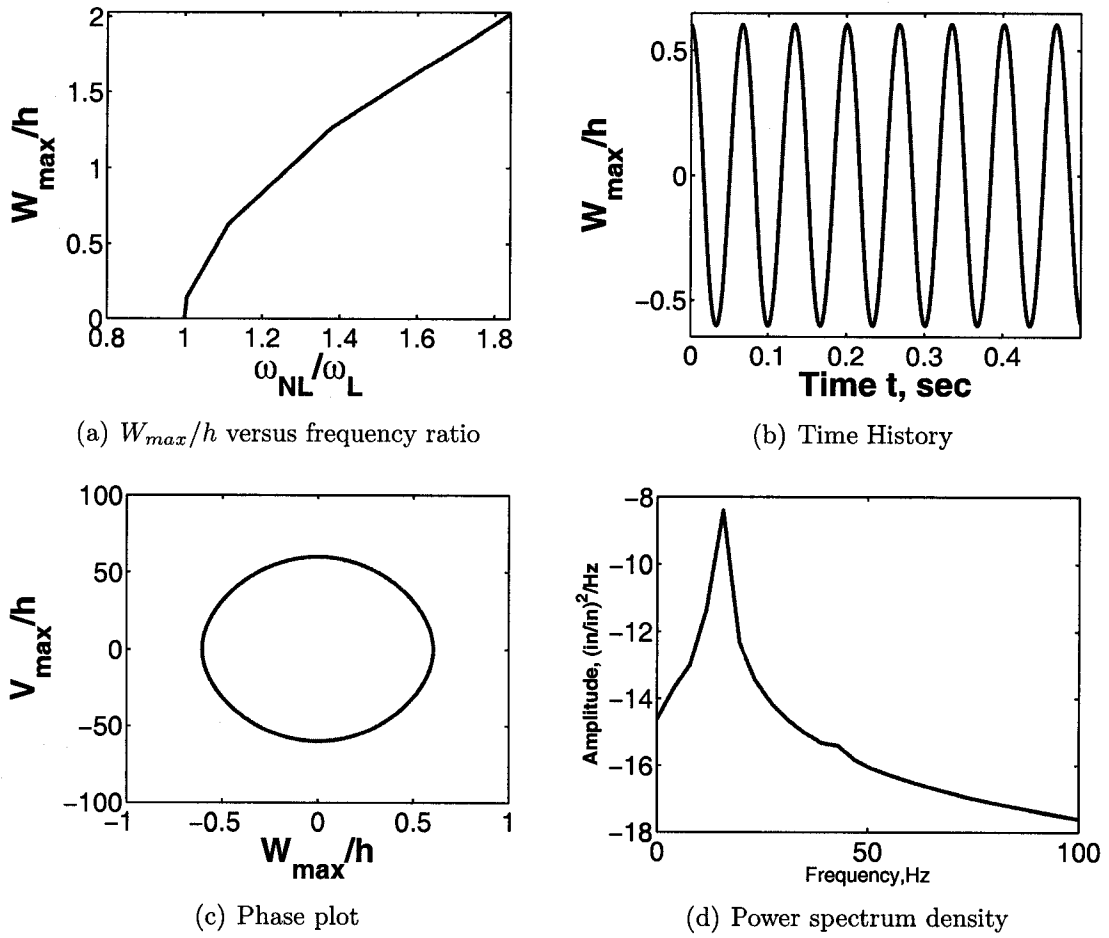 2
1.5
1
0.5
0
W_max/h
0.8 1 1.2 1.4 1.6 1.8
ω_NL/ω_L
(a) W_max/h versus frequency ratio
0.5
0
−0.5
W_max/h
0 0.1 0.2 0.3 0.4
Time t, sec
(b) Time History
100
50
0
−50
−100
V_max/h
−1 −0.5 0 0.5 1
W_max/h
(c) Phase plot
−8
−10
−12
−14
−16
−18
Amplitude, (in/in)^2/Hz
0 50 100
Frequency,Hz
(d) Power spectrum density